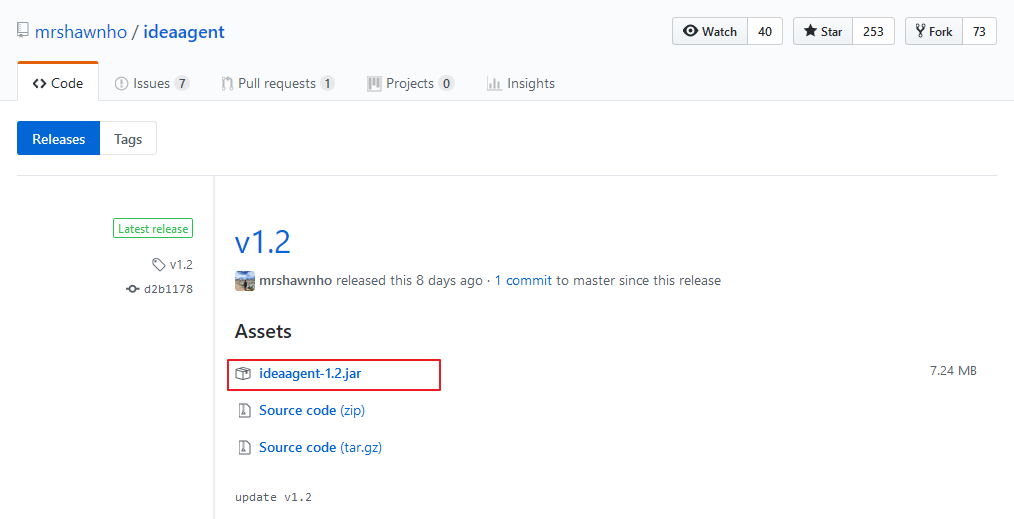 mrshawnho / ideaagent
Watch 40 Star 253 Fork 73
Code Issues 7 Pull requests 1 Projects 0 Insights
Releases Tags
Latest release
v1.2
d2b1178
v1.2
mrshawnho released this 8 days ago · 1 commit to master since this release
Assets
ideaagent-1.2.jar 7.24 MB
Source code (zip)
Source code (tar.gz)
update v1.2